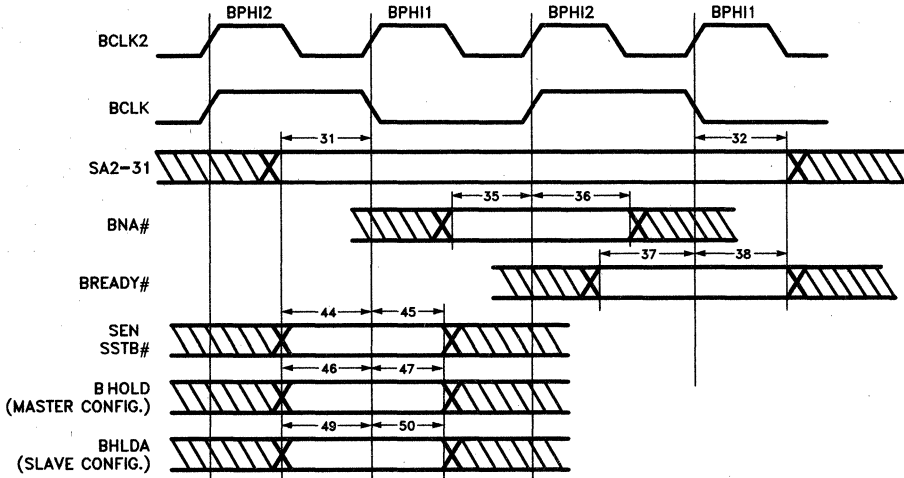 BPHI2 BPHI1 BPHI2 BPHI1
BCLK2
BCLK
31 32
SA2-31
35 36
BNA#
37 38
BREADY#
44 45
SEN
SSTB#
46 47
BHOLD
(MASTER CONFIG.)
49 50
BHLDA
(SLAVE CONFIG.)